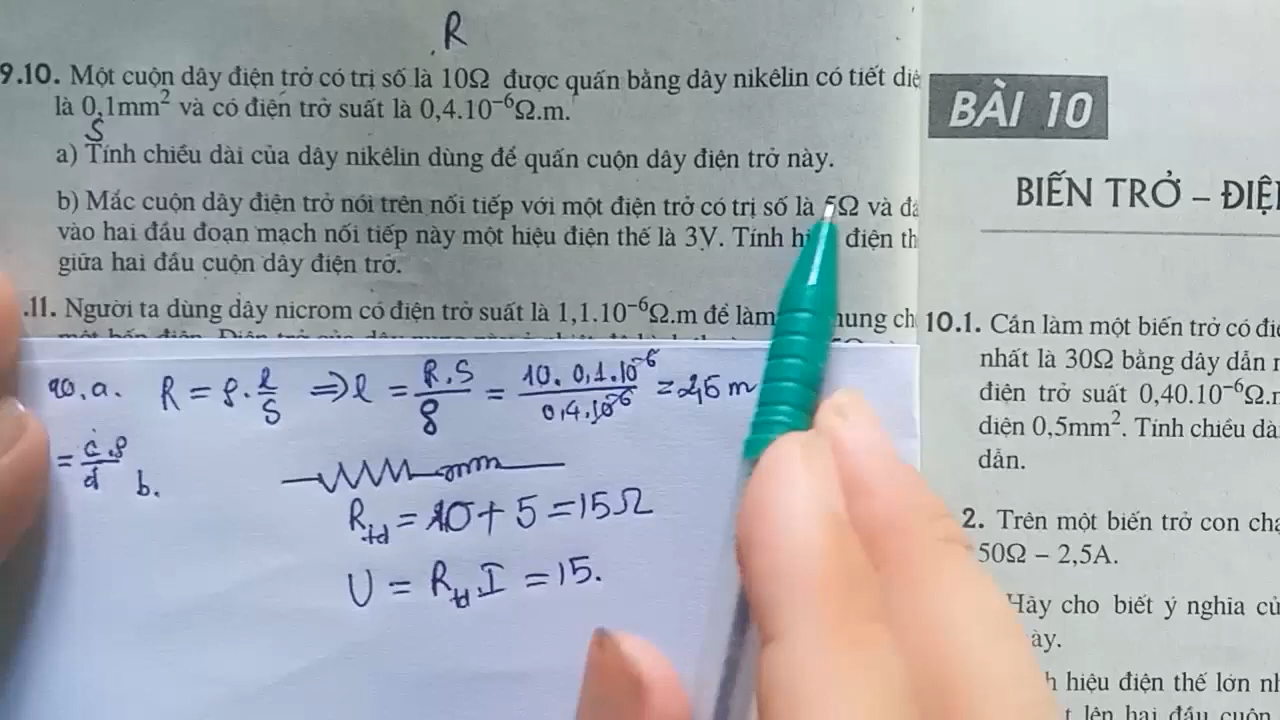 R
9.10. Một cuộn dây điện trở có trị số là 10Ω được quấn bằng dây nikêlin có tiết diệ
là 0,1mm² và có điện trở suất là 0,4.10⁻⁶Ω.m.
S
a) Tính chiều dài của dây nikêlin dùng để quấn cuộn dây điện trở này.
b) Mắc cuộn dây điện trở nói trên nối tiếp với một điện trở có trị số là 5Ω và đặ
vào hai đầu đoạn mạch nối tiếp này một hiệu điện thế là 3V. Tính h điện th
giữa hai đầu cuộn dây điện trở.
.11. Người ta dùng dây nicrom có điện trở suất là 1,1.10⁻⁶Ω.m để làm ung ch
10.a. R = ρ.l/S ⇒ l = R.S/ρ = 10.0,1.10⁻⁶/0,4.10⁻⁶ = 2,5 m
b.
R_tđ = 10 + 5 = 15Ω
U = R_tđ.I = 15.
BÀI 10
BIẾN TRỞ – ĐIỆ
10.1. Cần làm một biến trở có điệ
nhất là 30Ω bằng dây dẫn
điện trở suất 0,40.10⁻⁶Ω.
diện 0,5mm². Tính chiều dà
dẫn.
2. Trên một biến trở con chạ
50Ω – 2,5A.
Hãy cho biết ý nghĩa củ
ày.
hiệu điện thế lớn nh
t lên hai đầu cuộn